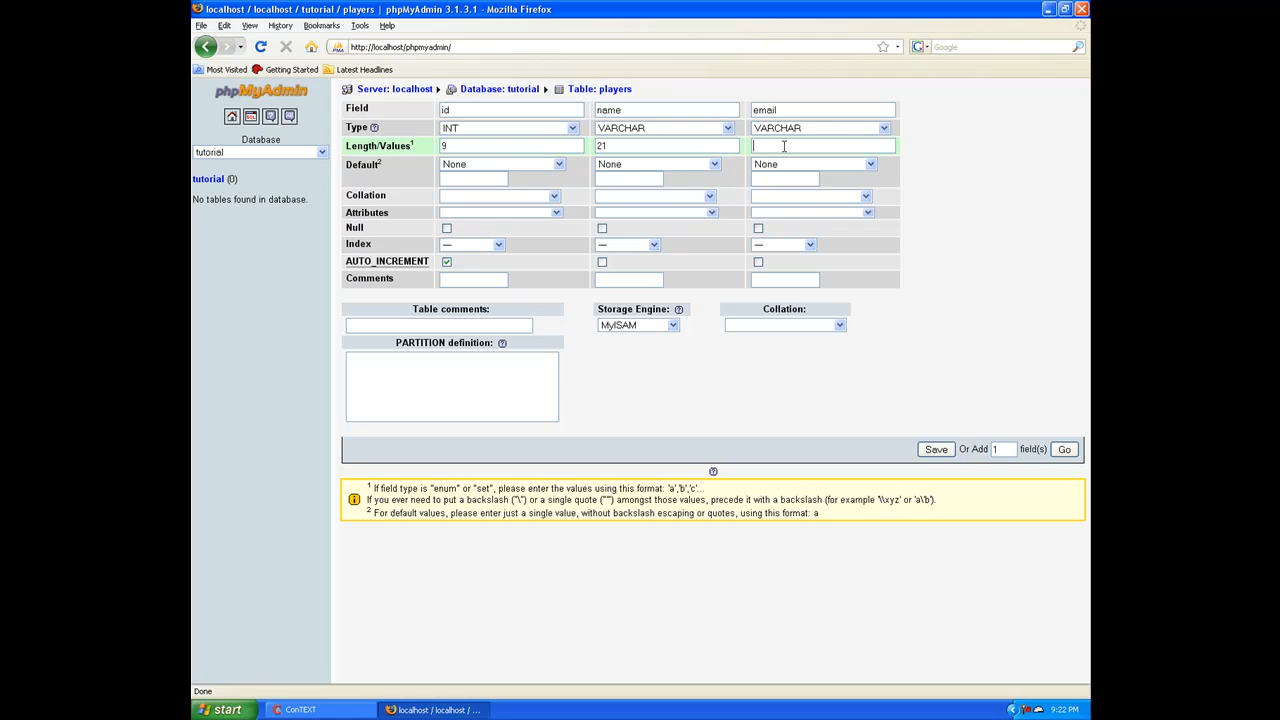 localhost / localhost / tutorial / players | phpMyAdmin 3.1.3.1 - Mozilla Firefox
File Edit View History Bookmarks Tools Help
http://localhost/phpmyadmin/
Google
Most Visited Getting Started Latest Headlines
phpMyAdmin
SQL
Database
tutorial
tutorial (0)
No tables found in database.
Server: localhost Database: tutorial Table: players
Field id name email
Type INT VARCHAR VARCHAR
Length/Values1 9 21
Default2 None None None
Collation
Attributes
Null
Index — — —
AUTO_INCREMENT
Comments
Table comments: Storage Engine: Collation:
MyISAM
PARTITION definition:
Save Or Add 1 field(s) Go
1 If field type is "enum" or "set", please enter the values using this format: 'a','b','c'...
If you ever need to put a backslash ("\") or a single quote ("'") amongst those values, precede it with a backslash (for example '\\xyz' or 'a\'b').
2 For default values, please enter just a single value, without backslash escaping or quotes, using this format: a
Done
start ConTEXT localhost / localhost / ... 9:22 PM